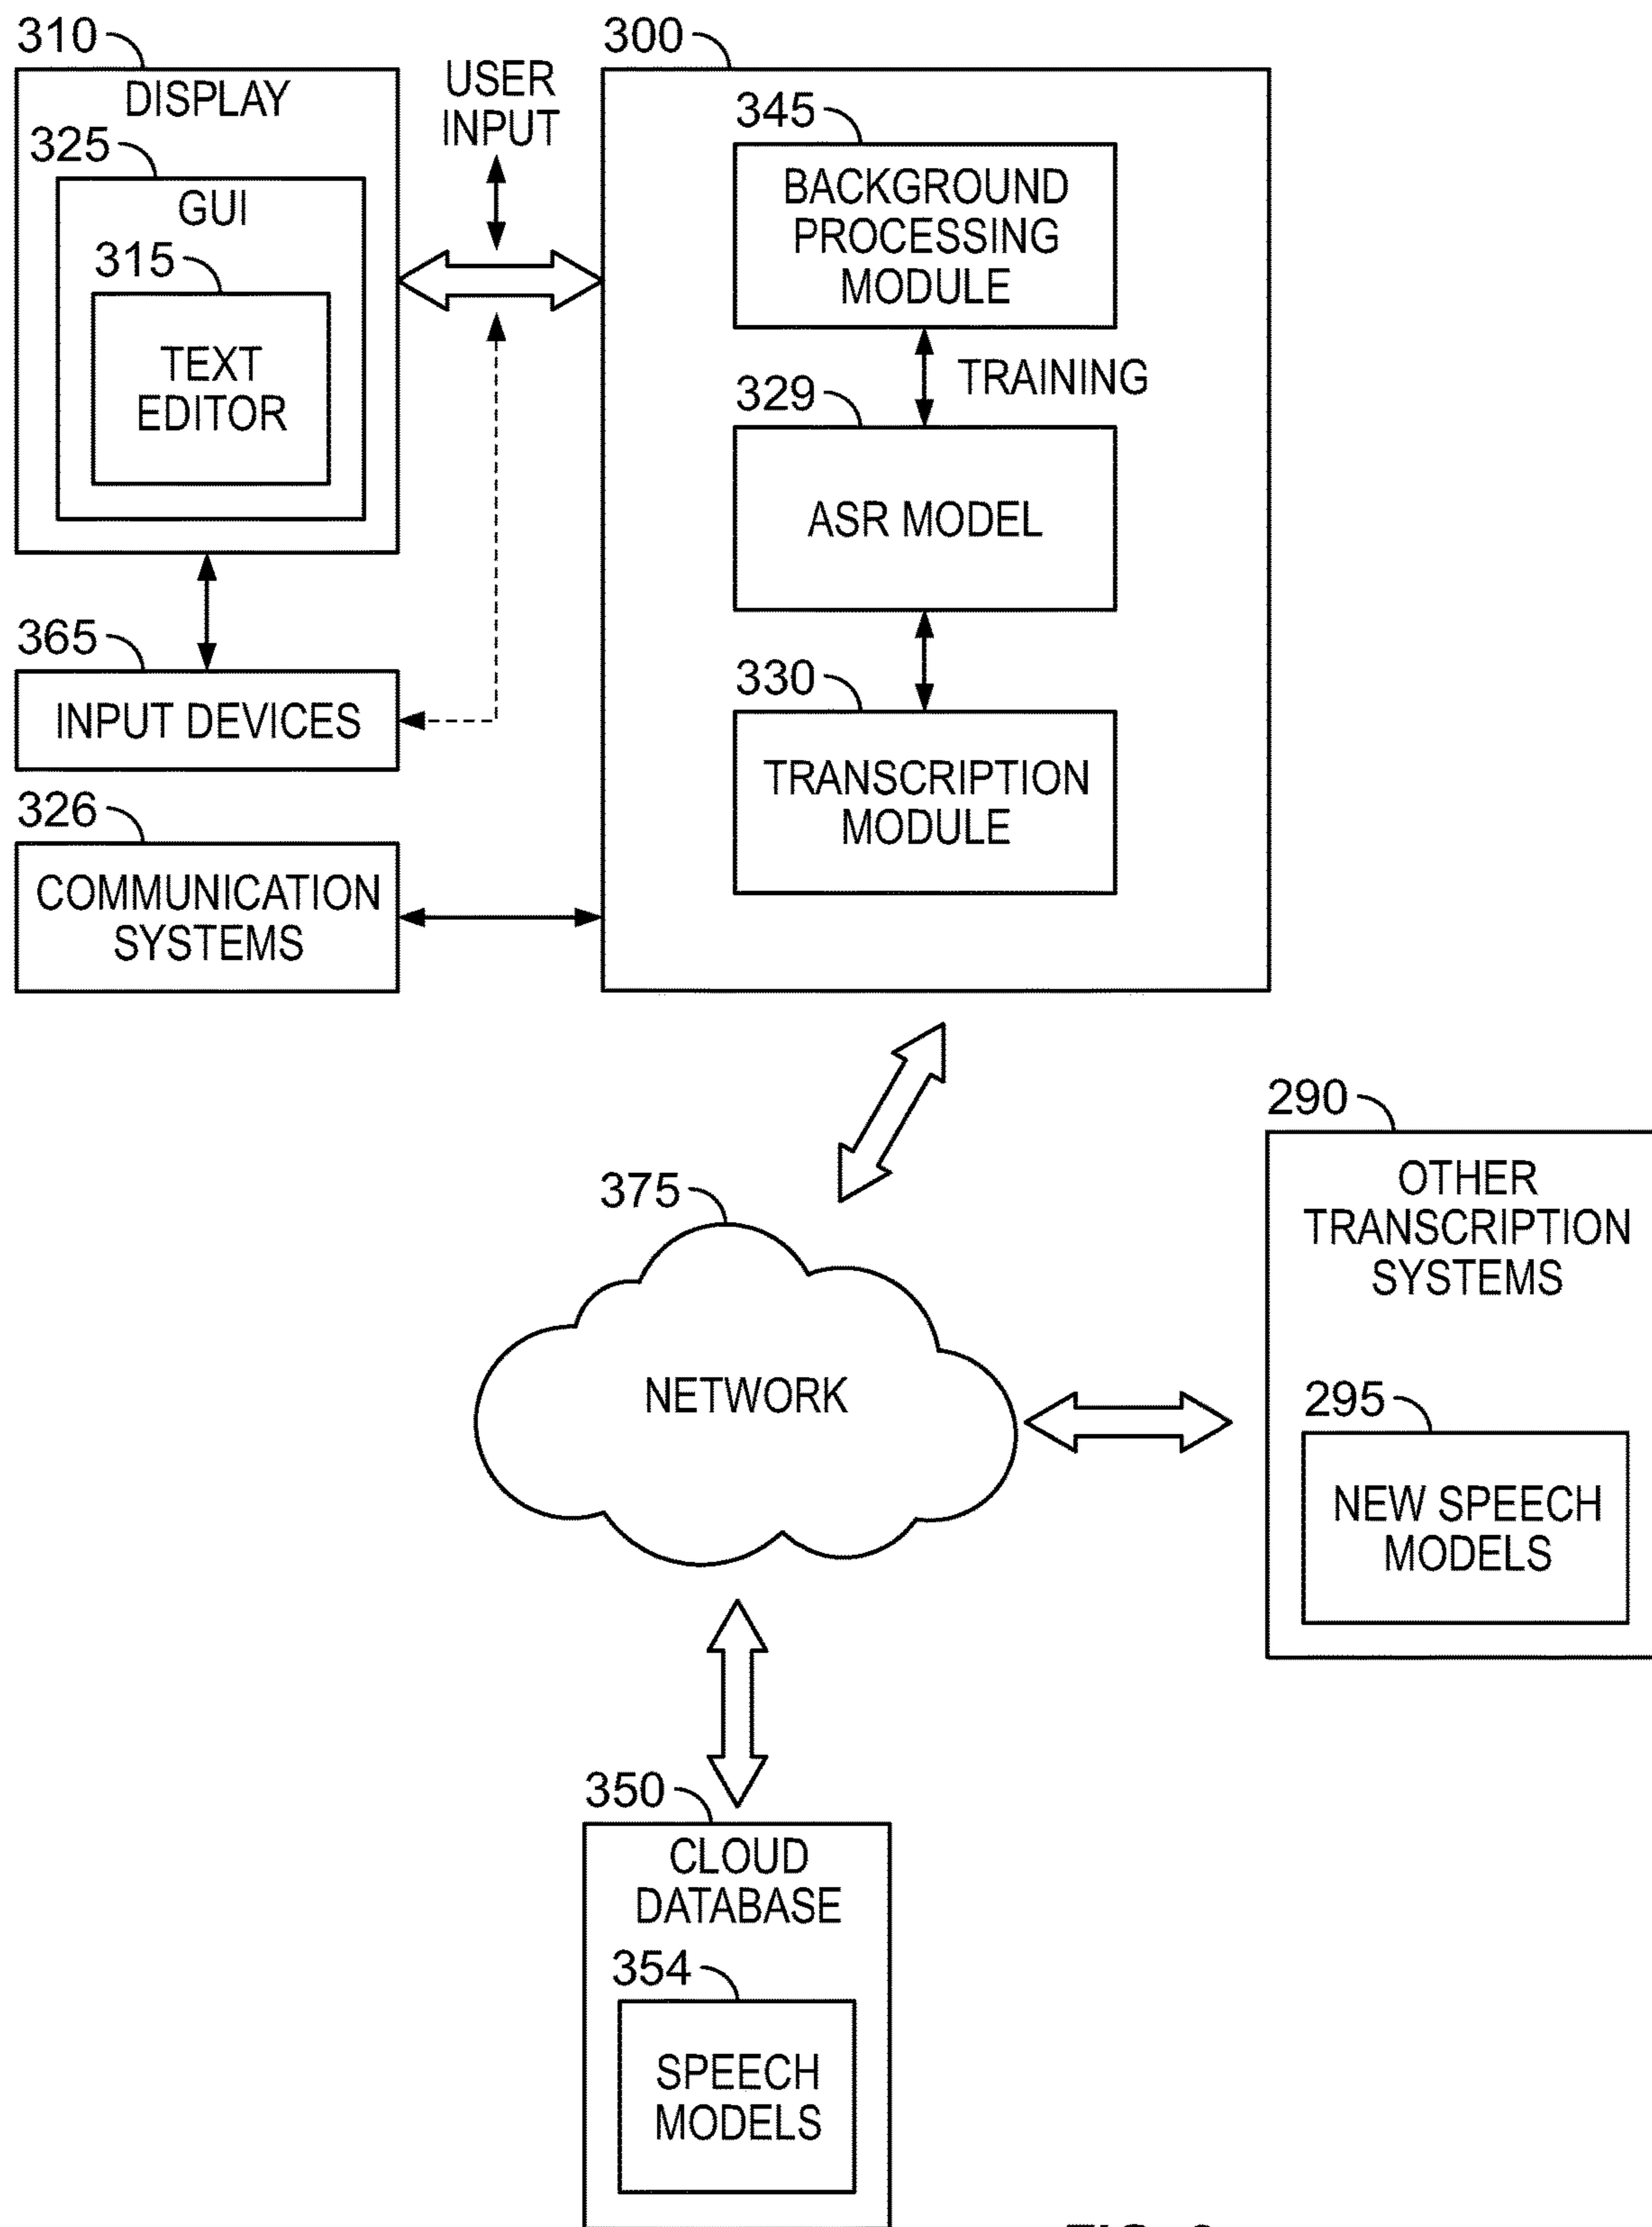 310
DISPLAY
325
GUI
315
TEXT
EDITOR
USER
INPUT
300
345
BACKGROUND
PROCESSING
MODULE
TRAINING
329
ASR MODEL
330
TRANSCRIPTION
MODULE
365
INPUT DEVICES
326
COMMUNICATION
SYSTEMS
290
OTHER
TRANSCRIPTION
SYSTEMS
295
NEW SPEECH
MODELS
375
NETWORK
350
CLOUD
DATABASE
354
SPEECH
MODELS